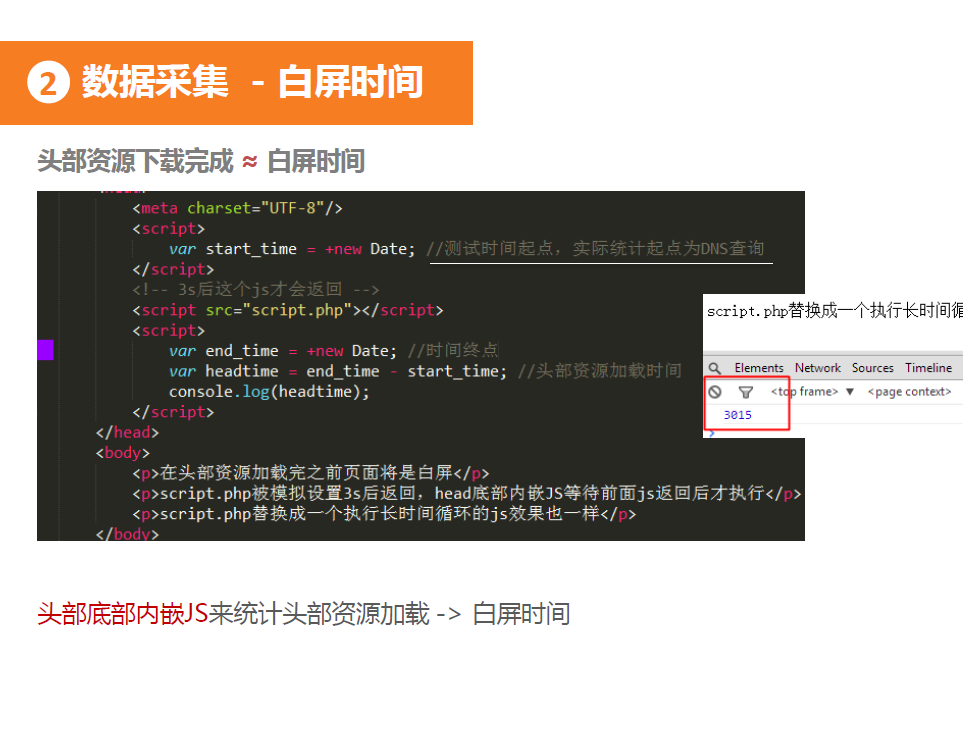 2 数据采集 - 白屏时间
头部资源下载完成 ≈ 白屏时间
<meta charset="UTF-8"/>
<script>
var start_time = +new Date; //测试时间起点，实际统计起点为DNS查询
</script>
<!-- 3s后这个js才会返回 -->
<script src="script.php"></script>
<script>
var end_time = +new Date; //时间终点
var headtime = end_time - start_time; //头部资源加载时间
console.log(headtime);
</script>
</head>
<body>
<p>在头部资源加载完之前页面将是白屏</p>
<p>script.php被模拟设置3s后返回，head底部内嵌JS等待前面js返回后才执行</p>
<p>script.php替换成一个执行长时间循环的js效果也一样</p>
</body>
script.php替换成一个执行长时间循
Elements Network Sources Timeline
<top frame> ▼ <page context>
3015
头部底部内嵌JS来统计头部资源加载 -> 白屏时间